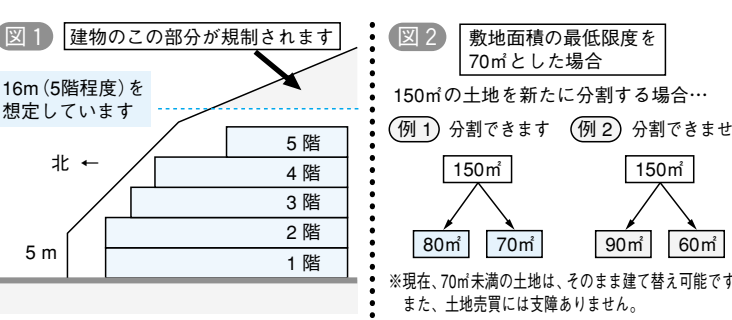 図1 建物のこの部分が規制されます
16m（5階程度）を
想定しています
北 ←
5階
4階
3階
2階
1階
5m
図2 敷地面積の最低限度を
70㎡とした場合
150㎡の土地を新たに分割する場合…
例1 分割できます 例2 分割できませ
150㎡ 150㎡
80㎡ 70㎡ 90㎡ 60㎡
※現在、70㎡未満の土地は、そのまま建て替え可能です
また、土地売買には支障ありません。